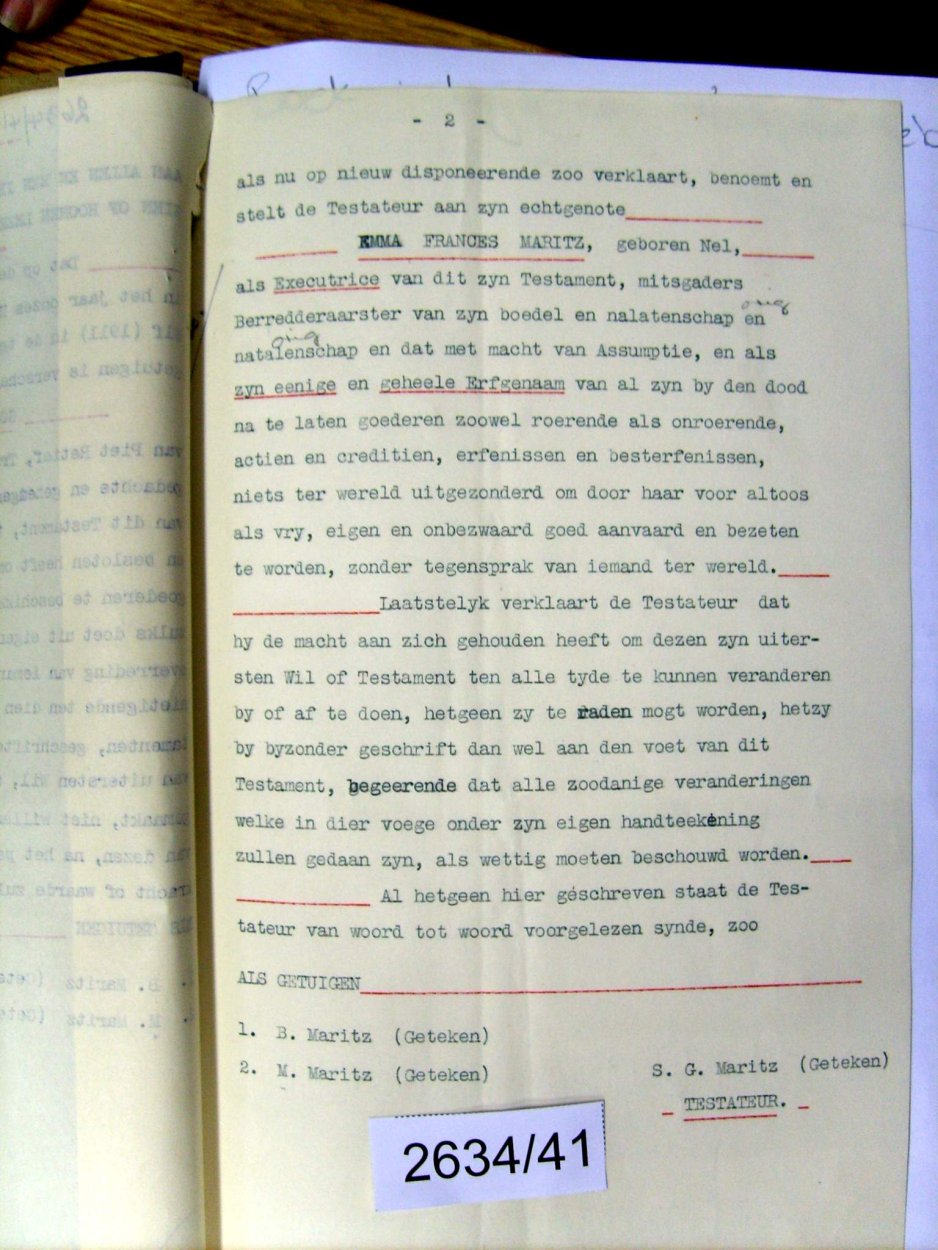 - 2 -
als nu op nieuw disponeerende zoo verklaart, benoemt en
stelt de Testateur aan zyn echtgenote
EMMA FRANCES MARITZ, geboren Nel,
als Executrice van dit zyn Testament, mitsgaders
Berredderaarster van zyn boedel en nalatenschap en
natalenschap en dat met macht van Assumptie, en als
zyn eenige en geheele Erfgenaam van al zyn by den dood
na te laten goederen zoowel roerende als onroerende,
actien en creditien, erfenissen en besterfenissen,
niets ter wereld uitgezonderd om door haar voor altoos
als vry, eigen en onbezwaard goed aanvaard en bezeten
te worden, zonder tegensprak van iemand ter wereld.
Laatstelyk verklaart de Testateur dat
hy de macht aan zich gehouden heeft om dezen zyn uiter-
sten Wil of Testament ten alle tyde te kunnen veranderen
by of af te doen, hetgeen zy te raden mogt worden, hetzy
by byzonder geschrift dan wel aan den voet van dit
Testament, begeerende dat alle zoodanige veranderingen
welke in dier voege onder zyn eigen handteekening
zullen gedaan zyn, als wettig moeten beschouwd worden.
Al hetgeen hier geschreven staat de Tes-
tateur van woord tot woord voorgelezen synde, zoo
ALS GETUIGEN
1. B. Maritz (Geteken)
2. M. Maritz (Geteken)
S. G. Maritz (Geteken)
TESTATEUR.
2634/41